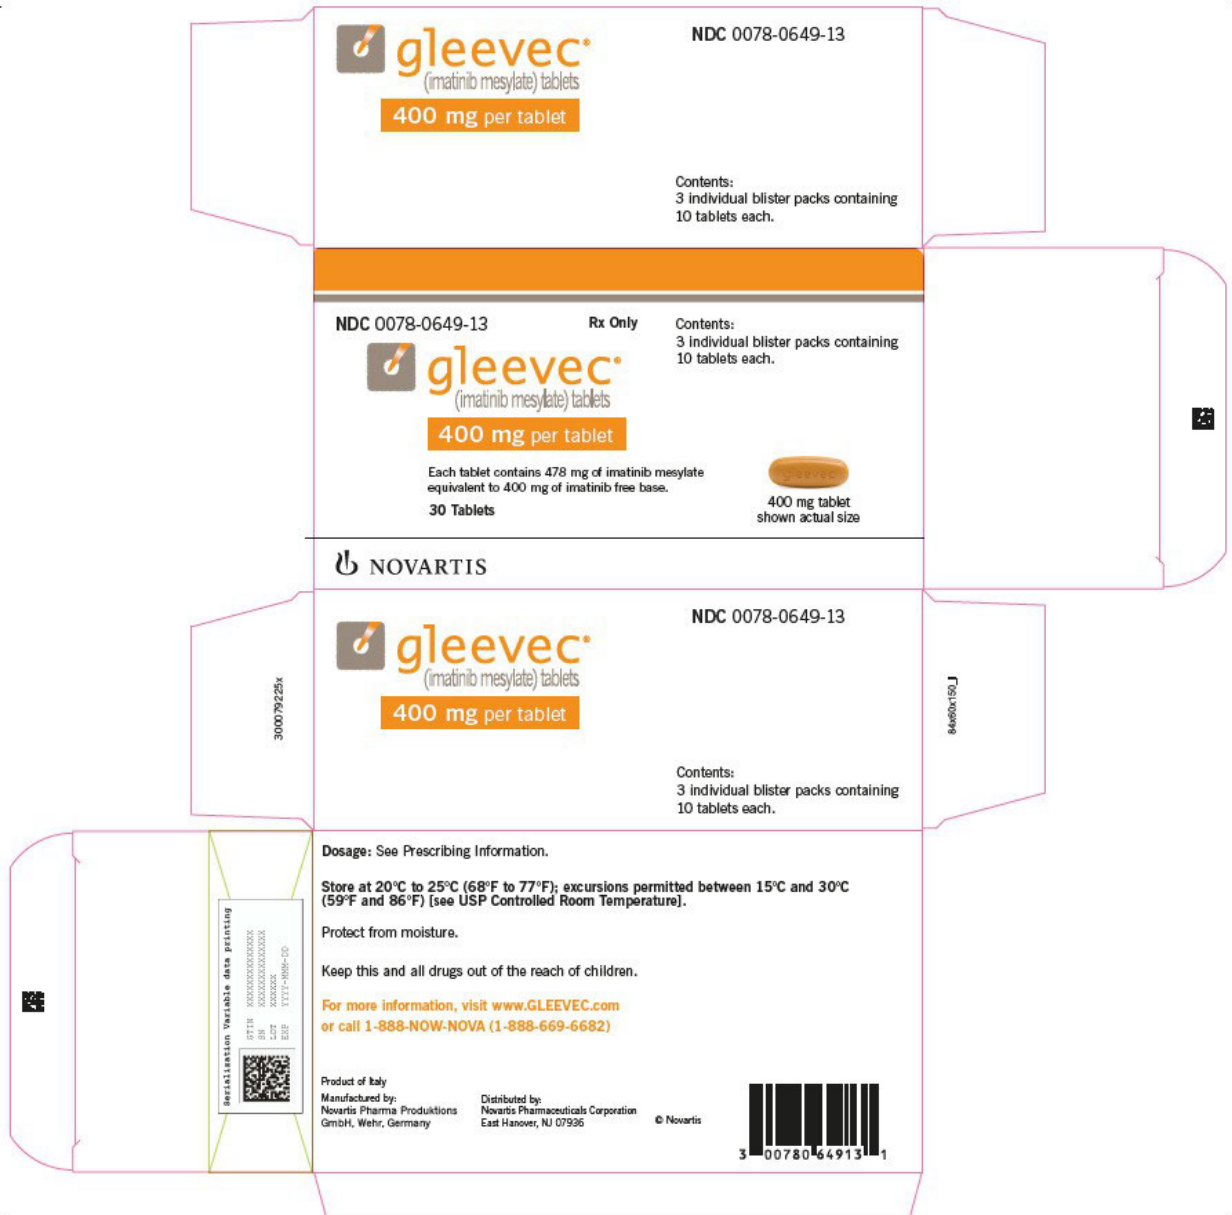 gleevec®
(imatinib mesylate) tablets
400 mg per tablet
NDC 0078-0649-13
Contents:
3 individual blister packs containing
10 tablets each.
NDC 0078-0649-13
Rx Only
gleevec®
(imatinib mesylate) tablets
400 mg per tablet
Each tablet contains 478 mg of imatinib mesylate
equivalent to 400 mg of imatinib free base.
30 Tablets
Contents:
3 individual blister packs containing
10 tablets each.
gleevec
400 mg tablet
shown actual size
NOVARTIS
300079225x
gleevec®
(imatinib mesylate) tablets
400 mg per tablet
NDC 0078-0649-13
Contents:
3 individual blister packs containing
10 tablets each.
84x60x150
Serialisation Variable data printing
GTIN XXXXXXXXXXXXXX
SN XXXXXXXXXXXXXX
LOT XXXXXX
EXP YYYY-MMM-DD
Dosage: See Prescribing Information.
Store at 20°C to 25°C (68°F to 77°F); excursions permitted between 15°C and 30°C
(59°F and 86°F) [see USP Controlled Room Temperature].
Protect from moisture.
Keep this and all drugs out of the reach of children.
For more information, visit www.GLEEVEC.com
or call 1-888-NOW-NOVA (1-888-669-6682)
Product of Italy
Manufactured by:
Novartis Pharma Produktions
GmbH, Wehr, Germany
Distributed by:
Novartis Pharmaceuticals Corporation
East Hanover, NJ 07936
© Novartis
3 00780 64913 1